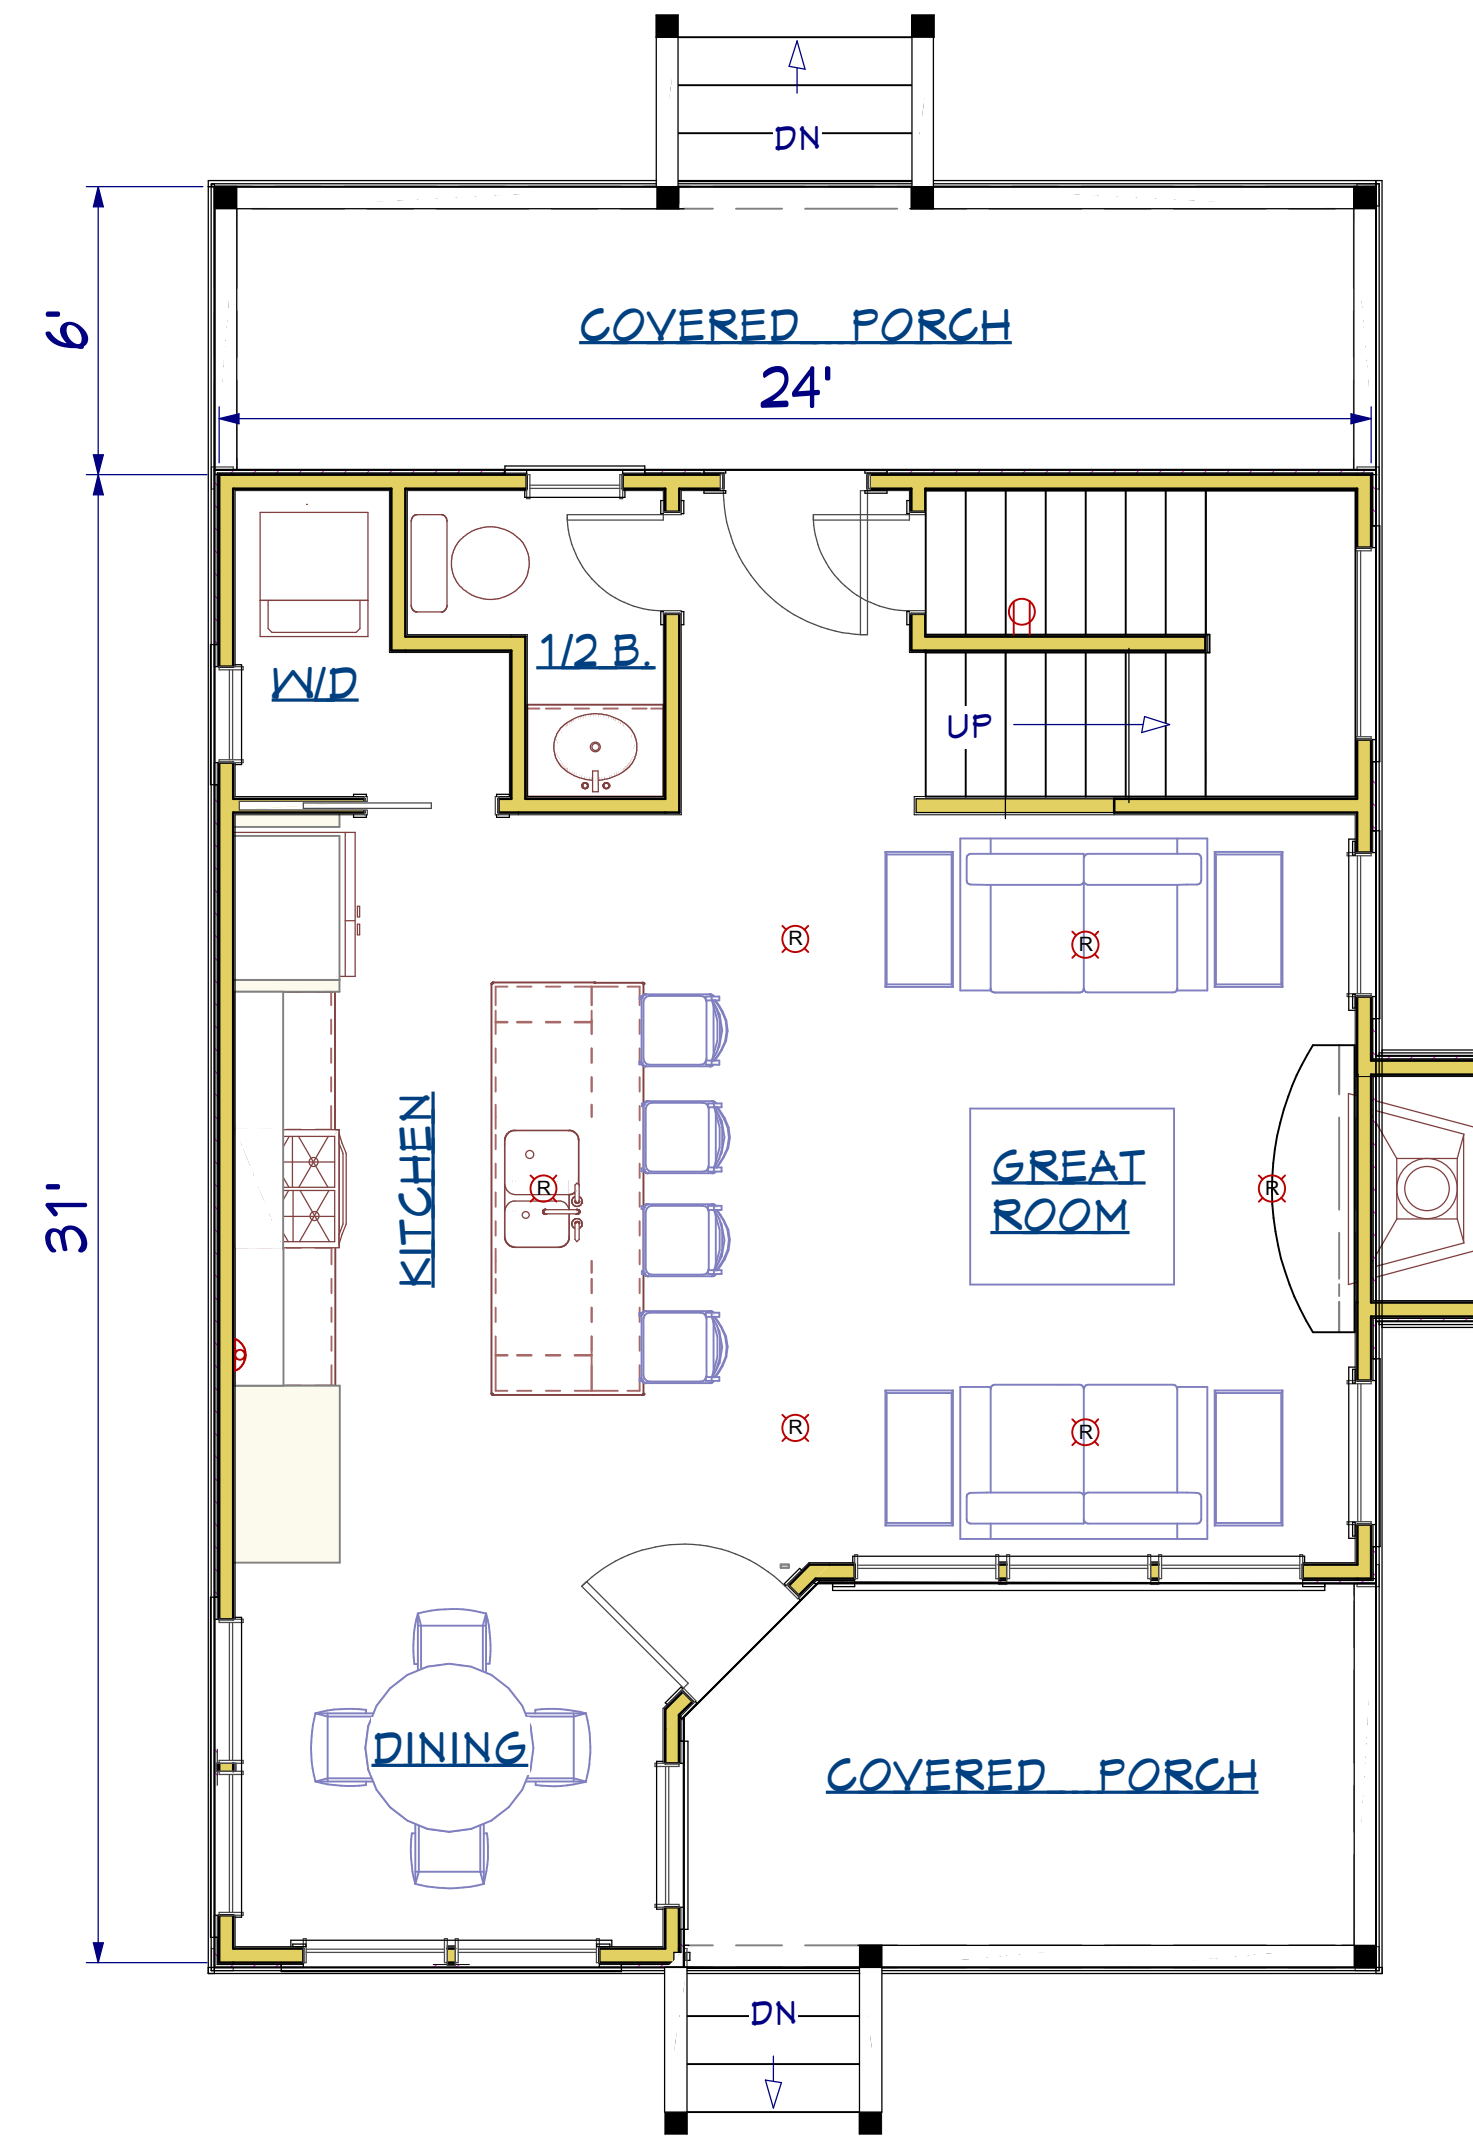 DN
COVERED PORCH
6'
24'
1/2 B.
W/D
UP
R
R
KITCHEN
GREAT
ROOM
R
R
31'
R
R
DINING
COVERED PORCH
DN